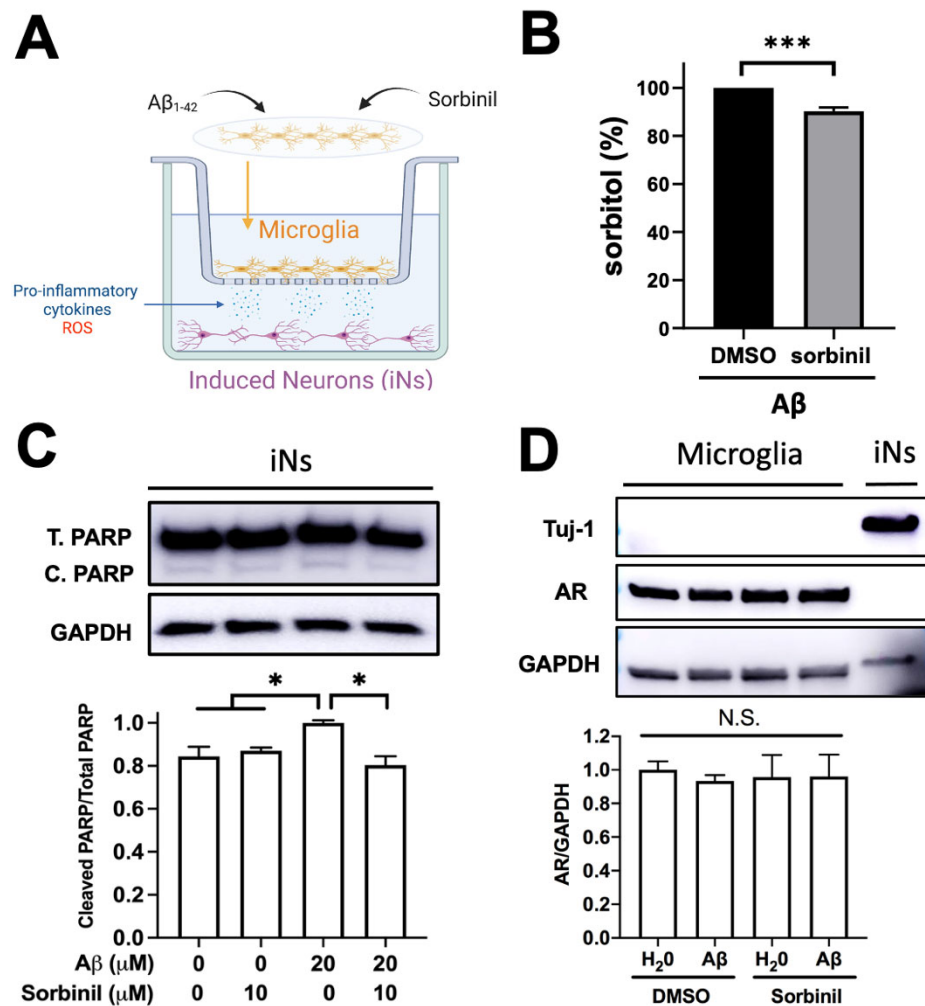 A
Aβ1-42
Sorbinil
Microglia
Pro-inflammatory
cytokines
ROS
Induced Neurons (iNs)
B
***
sorbitol (%)
100
80
60
40
20
0
DMSO sorbinil
Aβ
C
iNs
T. PARP
C. PARP
GAPDH
* *
Cleaved PARP/Total PARP
1.0
0.8
0.6
0.4
0.2
0.0
Aβ (μM) 0 0 20 20
Sorbinil (μM) 0 10 0 10
D
Microglia iNs
Tuj-1
AR
GAPDH
N.S.
AR/GAPDH
1.2
1.0
0.8
0.6
0.4
0.2
0.0
H20 Aβ H20 Aβ
DMSO Sorbinil